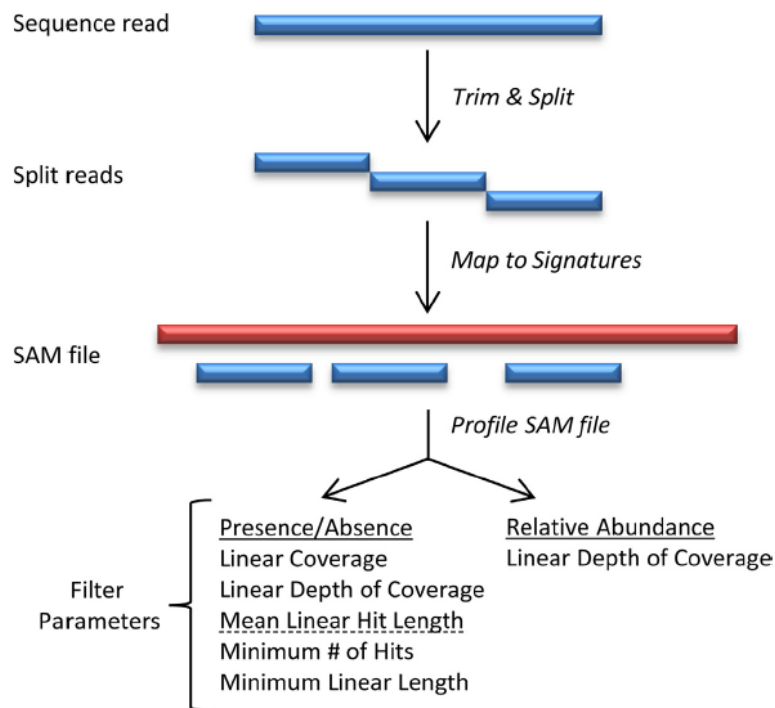 Sequence read
Trim & Split
Split reads
Map to Signatures
SAM file
Profile SAM file
Presence/Absence
Linear Coverage
Linear Depth of Coverage
Mean Linear Hit Length
Minimum # of Hits
Minimum Linear Length
Relative Abundance
Linear Depth of Coverage
Filter
Parameters